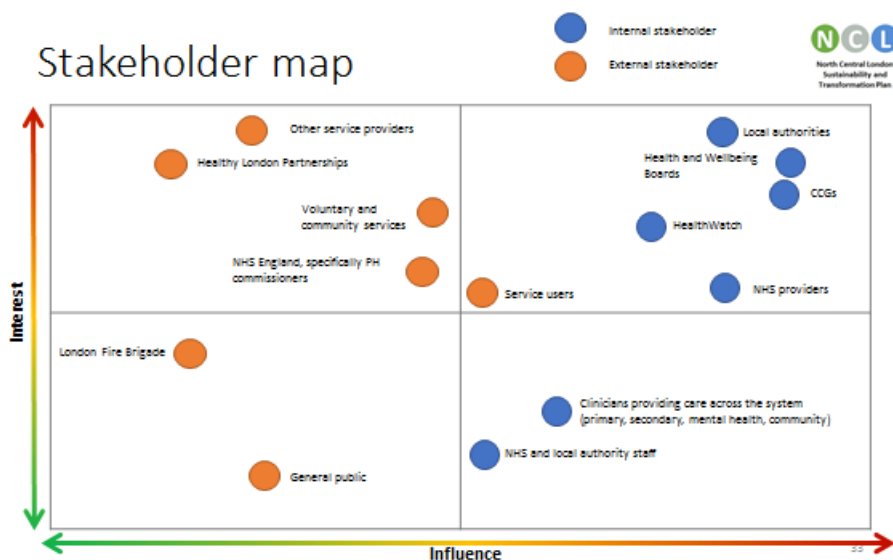 Stakeholder map
Internal stakeholder
External stakeholder
NCL
North Central London
Sustainability and
Transformation Plan
Other service providers
Healthy London Partnerships
Voluntary and
community services
NHS England, specifically PH
commissioners
Local authorities
Health and Wellbeing
Boards
CCGs
HealthWatch
Service users
NHS providers
Interest
London Fire Brigade
General public
Clinicians providing care across the system
(primary, secondary, mental health, community)
NHS and local authority staff
Influence